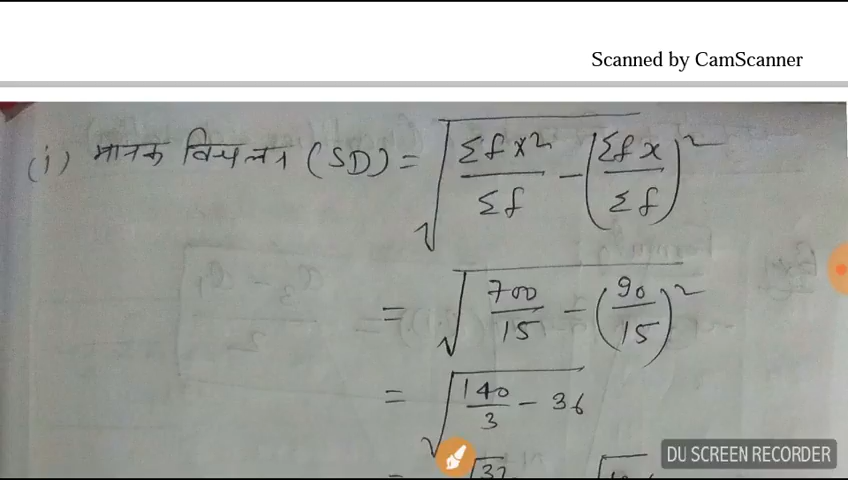 Scanned by CamScanner
(i) मानक विचलन (SD) = √(Σfx²/Σf − (Σfx/Σf)²)
= √(700/15 − (90/15)²)
= √(140/3 − 36)
DU SCREEN RECORDER